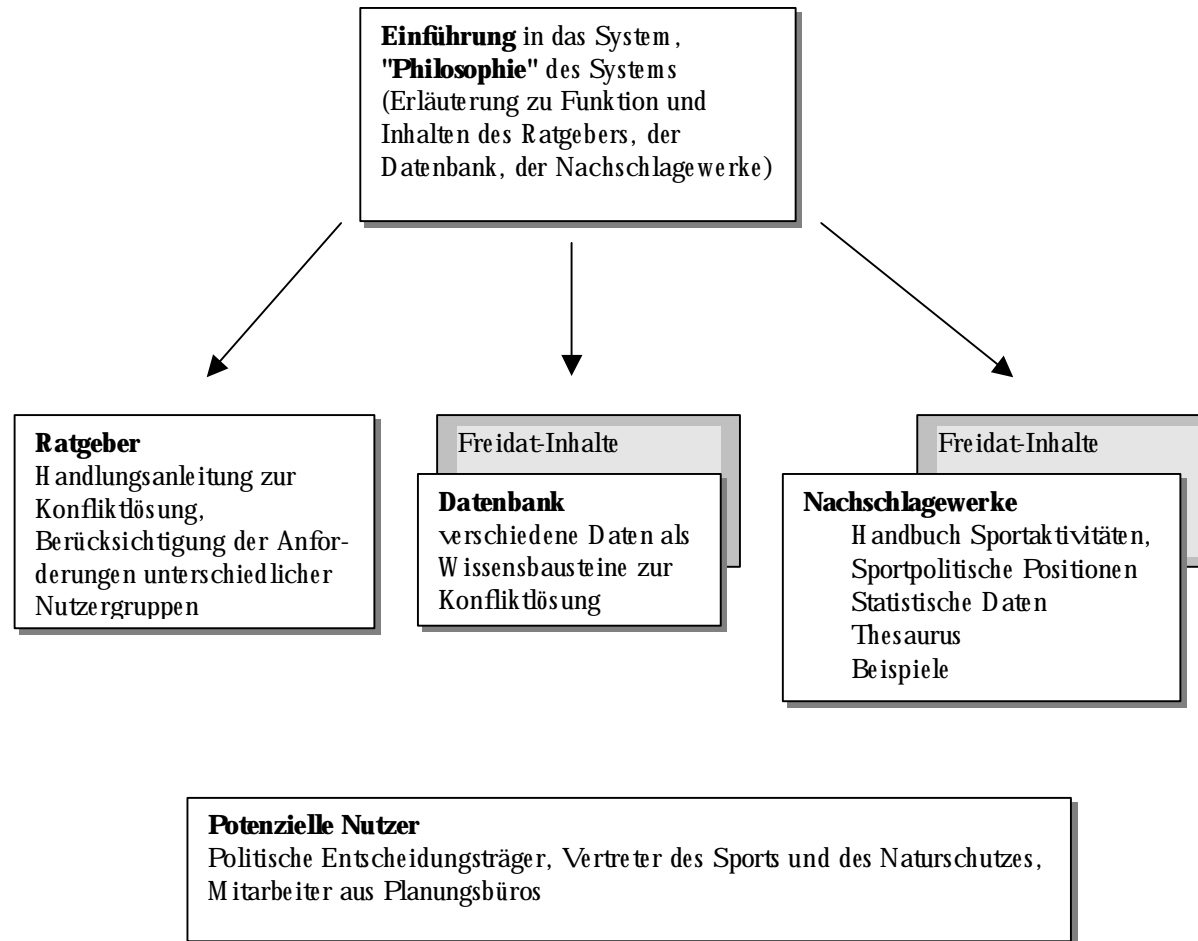 Einführung in das System,
"Philosophie" des Systems
(Erläuterung zu Funktion und
Inhalten des Ratgebers, der
Datenbank, der Nachschlagewerke)
Ratgeber
Handlungsanleitung zur
Konfliktlösung,
Berücksichtigung der Anfor-
derungen unterschiedlicher
Nutzergruppen
Freidat-Inhalte
Datenbank
verschiedene Daten als
Wissensbausteine zur
Konfliktlösung
Freidat-Inhalte
Nachschlagewerke
Handbuch Sportaktivitäten,
Sportpolitische Positionen
Statistische Daten
Thesaurus
Beispiele
Potenzielle Nutzer
Politische Entscheidungsträger, Vertreter des Sports und des Naturschutzes,
Mitarbeiter aus Planungsbüros